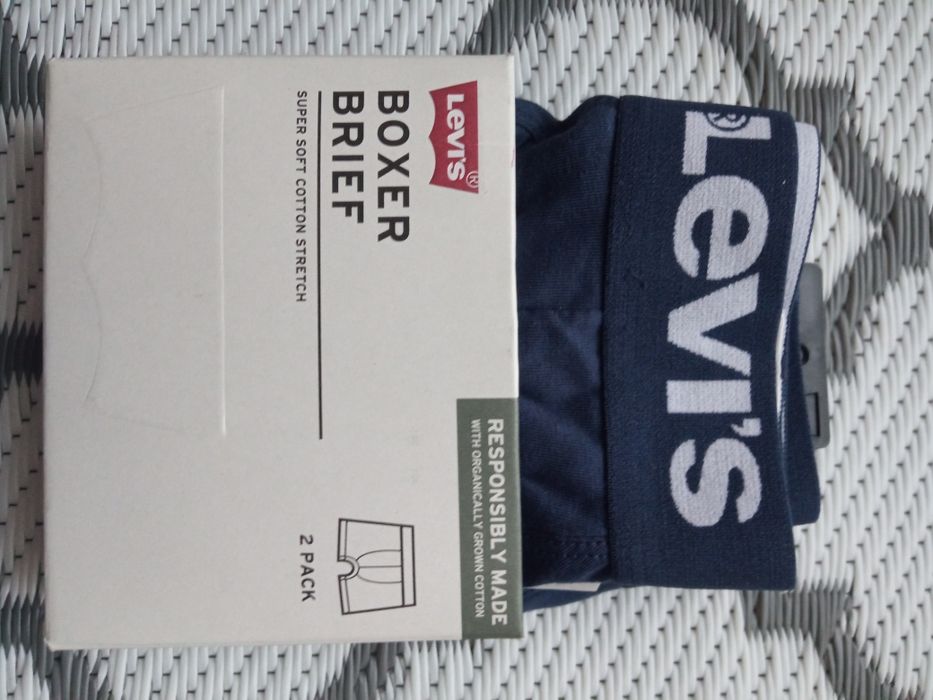 Levi's®
BOXER
BRIEF
SUPER SOFT COTTON STRETCH
RESPONSIBLY MADE
WITH ORGANICALLY GROWN COTTON
2 PACK
®Levi's